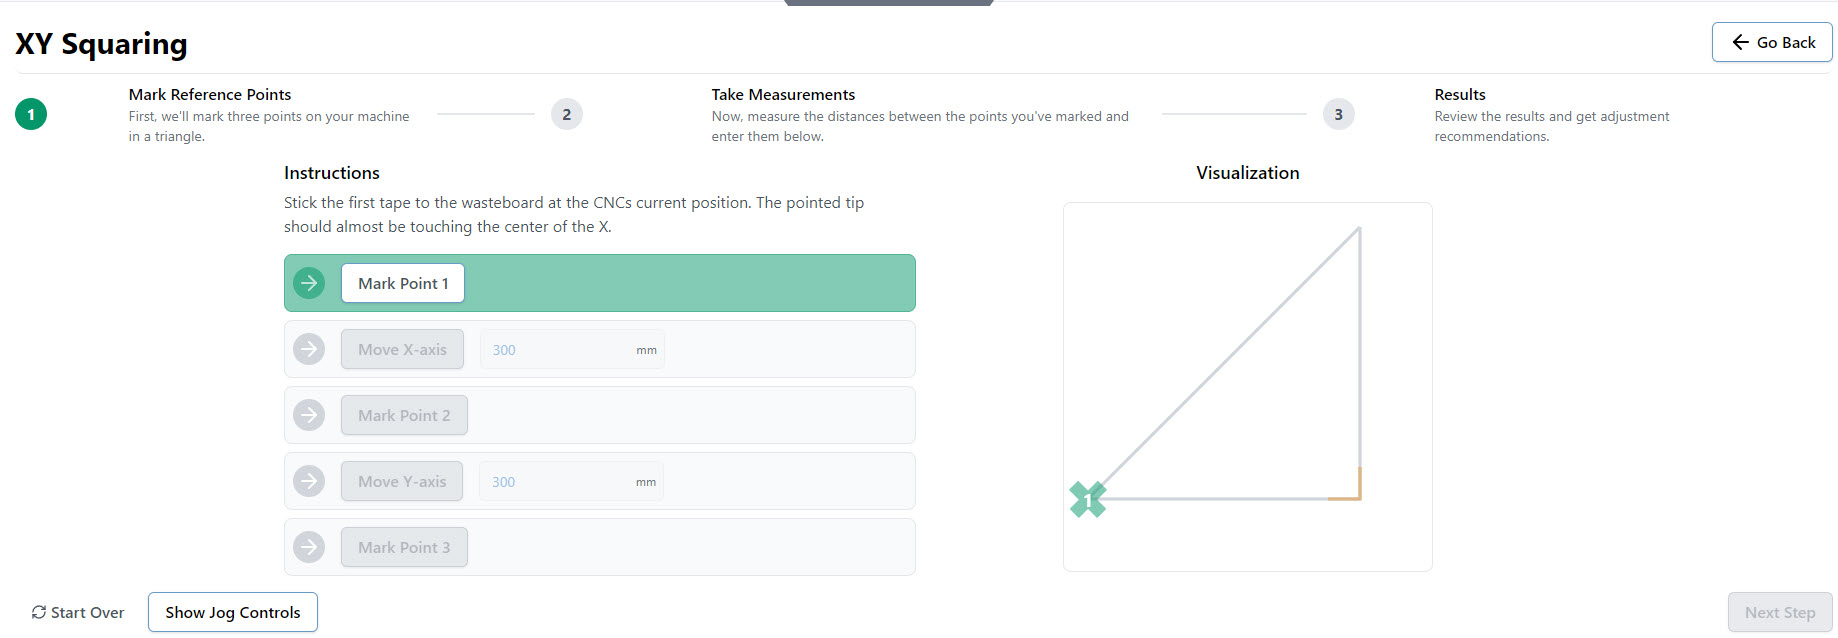 XY Squaring
Go Back
1
Mark Reference Points
First, we'll mark three points on your machine
in a triangle.
2
Take Measurements
Now, measure the distances between the points you've marked and
enter them below.
3
Results
Review the results and get adjustment
recommendations.
Instructions
Stick the first tape to the wasteboard at the CNCs current position. The pointed tip
should almost be touching the center of the X.
Mark Point 1
Move X-axis 300 mm
Mark Point 2
Move Y-axis 300 mm
Mark Point 3
Visualization
1
Start Over
Show Jog Controls
Next Step